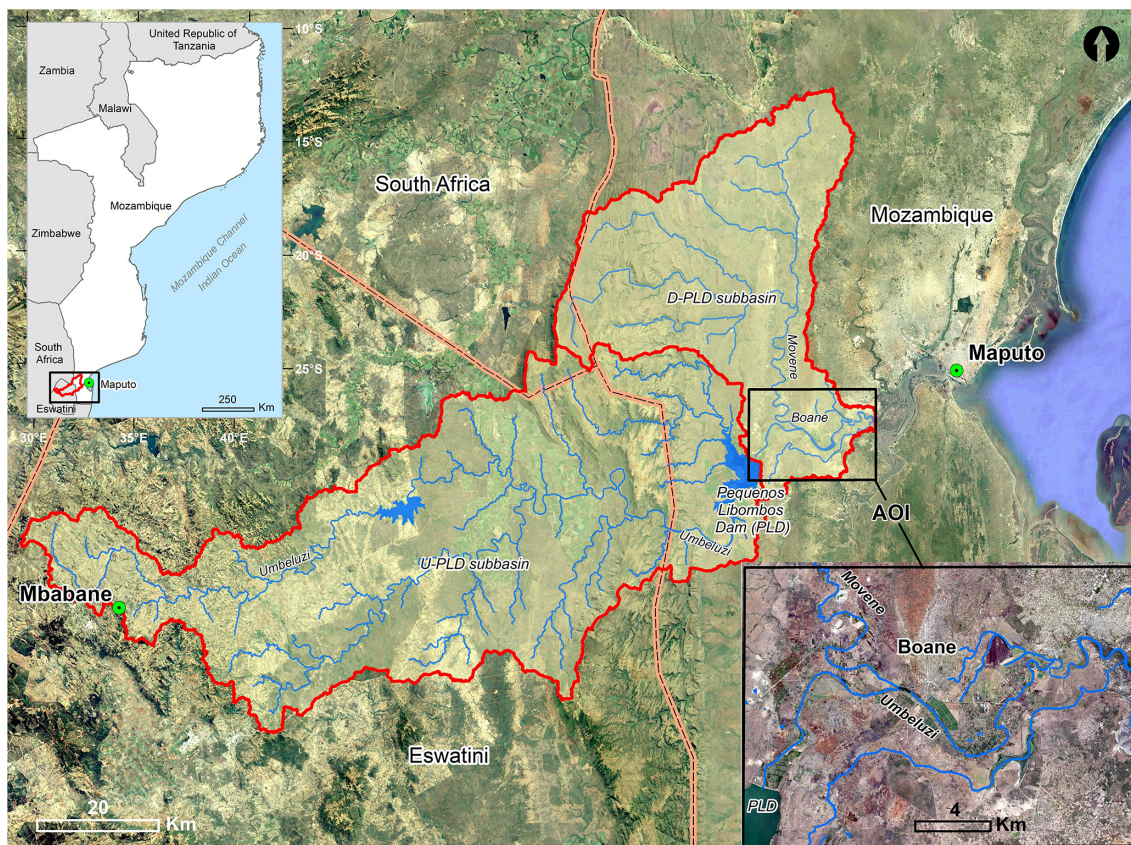 United Republic of
Tanzania
Zambia
Malawi
Mozambique
Zimbabwe
Mozambique Channel
Indian Ocean
South
Africa
Maputo
Eswatini
250
Km
10°S
15°S
20°S
25°S
30°E
35°E
40°E
South Africa
Mozambique
D-PLD subbasin
Movene
Maputo
Boane
AOI
Pequenos
Libombos
Dam (PLD)
Umbeluzi
Umbeluzi
U-PLD subbasin
Mbabane
Eswatini
20
Km
Movene
Boane
Umbeluzi
PLD
4
Km